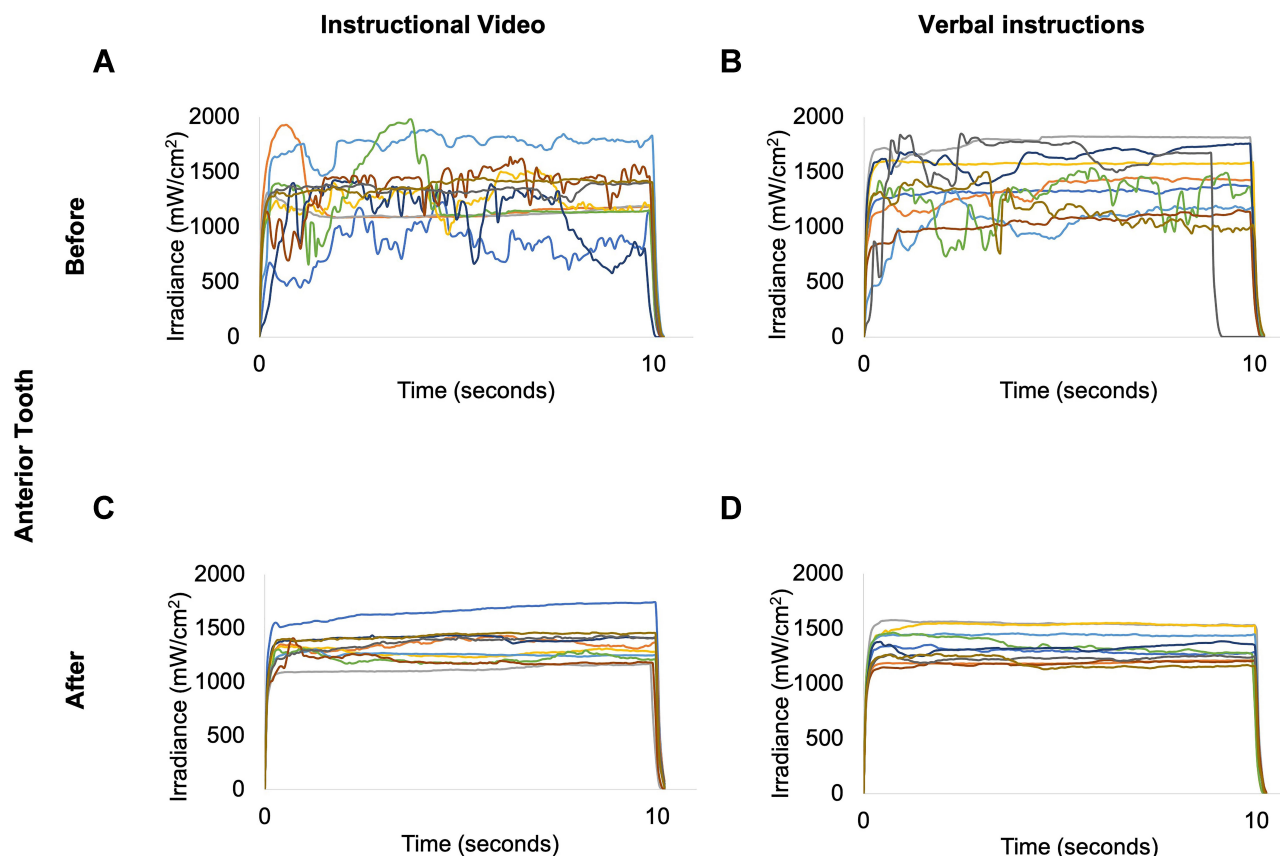 Instructional Video
Verbal instructions
Anterior Tooth
Before
A
Irradiance (mW/cm2)
2000
1500
1000
500
0
0
10
Time (seconds)
B
Irradiance (mW/cm2)
2000
1500
1000
500
0
0
10
Time (seconds)
After
C
Irradiance (mW/cm2)
2000
1500
1000
500
0
0
10
Time (seconds)
D
Irradiance (mW/cm2)
2000
1500
1000
500
0
0
10
Time (seconds)